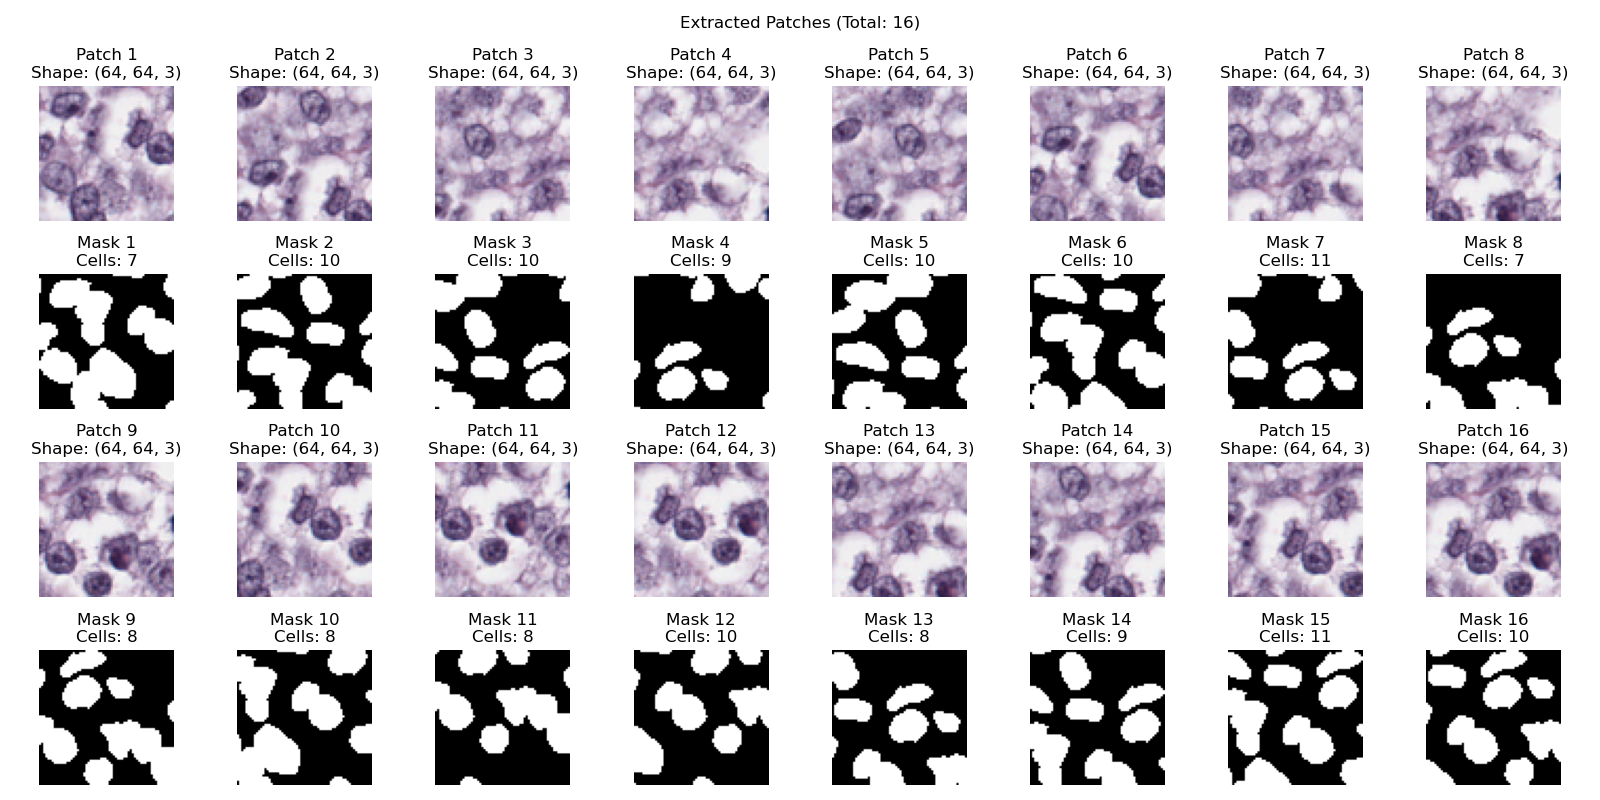 Extracted Patches (Total: 16)
Patch 1 Patch 2 Patch 3 Patch 4 Patch 5 Patch 6 Patch 7 Patch 8
Shape: (64, 64, 3) Shape: (64, 64, 3) Shape: (64, 64, 3) Shape: (64, 64, 3) Shape: (64, 64, 3) Shape: (64, 64, 3) Shape: (64, 64, 3) Shape: (64, 64, 3)
Mask 1 Mask 2 Mask 3 Mask 4 Mask 5 Mask 6 Mask 7 Mask 8
Cells: 7 Cells: 10 Cells: 10 Cells: 9 Cells: 10 Cells: 10 Cells: 11 Cells: 7
Patch 9 Patch 10 Patch 11 Patch 12 Patch 13 Patch 14 Patch 15 Patch 16
Shape: (64, 64, 3) Shape: (64, 64, 3) Shape: (64, 64, 3) Shape: (64, 64, 3) Shape: (64, 64, 3) Shape: (64, 64, 3) Shape: (64, 64, 3) Shape: (64, 64, 3)
Mask 9 Mask 10 Mask 11 Mask 12 Mask 13 Mask 14 Mask 15 Mask 16
Cells: 8 Cells: 8 Cells: 8 Cells: 10 Cells: 8 Cells: 9 Cells: 11 Cells: 10